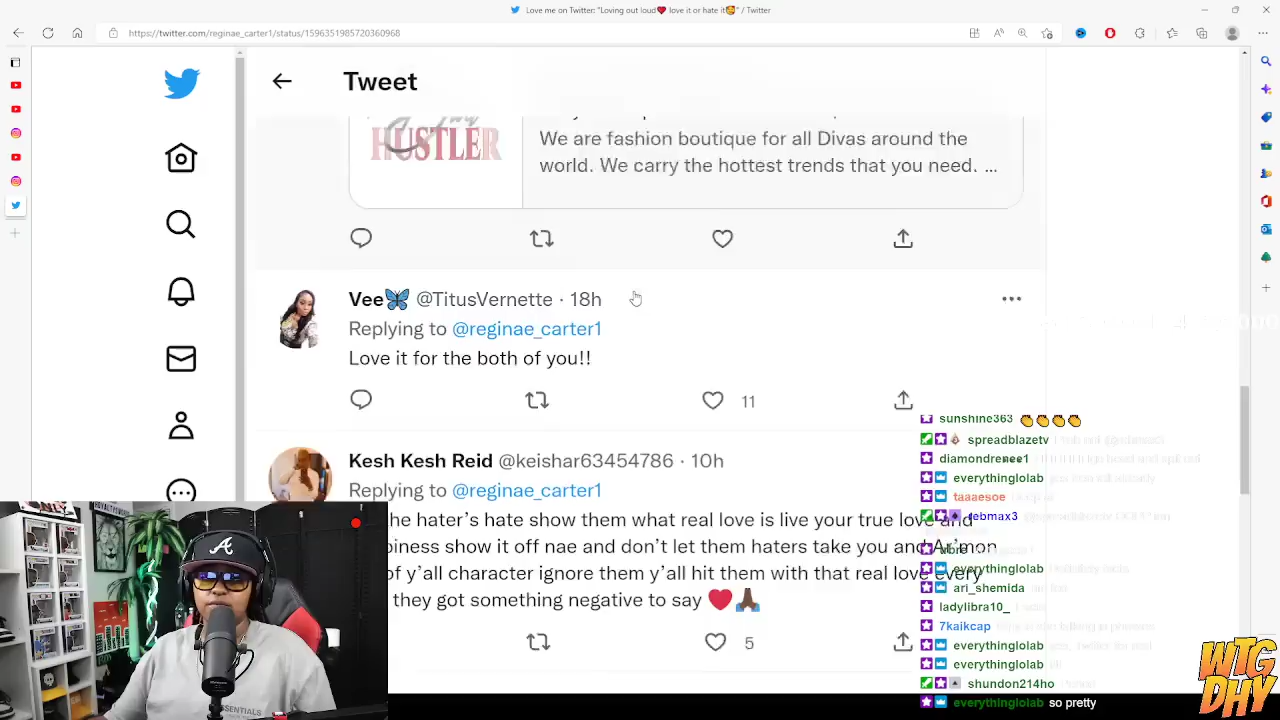 Love me on Twitter: "Loving out loud❤️ love it or hate it🥰" / Twitter
https://twitter.com/reginae_carter1/status/1596351985720360968
Tweet
HUSTLER
We are fashion boutique for all Divas around the
world. We carry the hottest trends that you need. ...
Vee🦋 @TitusVernette · 18h
Replying to @reginae_carter1
Love it for the both of you!!
11
Kesh Kesh Reid @keishar63454786 · 10h
Replying to @reginae_carter1
he hater's hate show them what real love is live your true love and
piness show it off nae and don't let them haters take you and Ar'mon
of y'all character ignore them y'all hit them with that real love every
they got something negative to say ❤️🙏🏾
5
sunshine363 👏👏👏👏
spreadblazetv
diamondreneee1
everythinglolab
taaaesoe
debmax3
everythinglolab
ari_shemida
ladylibra10_
7kaikcap
everythinglolab
everythinglolab
shundon214ho
everythinglolab so pretty
A
ESSENTIALS
WTG
DHY